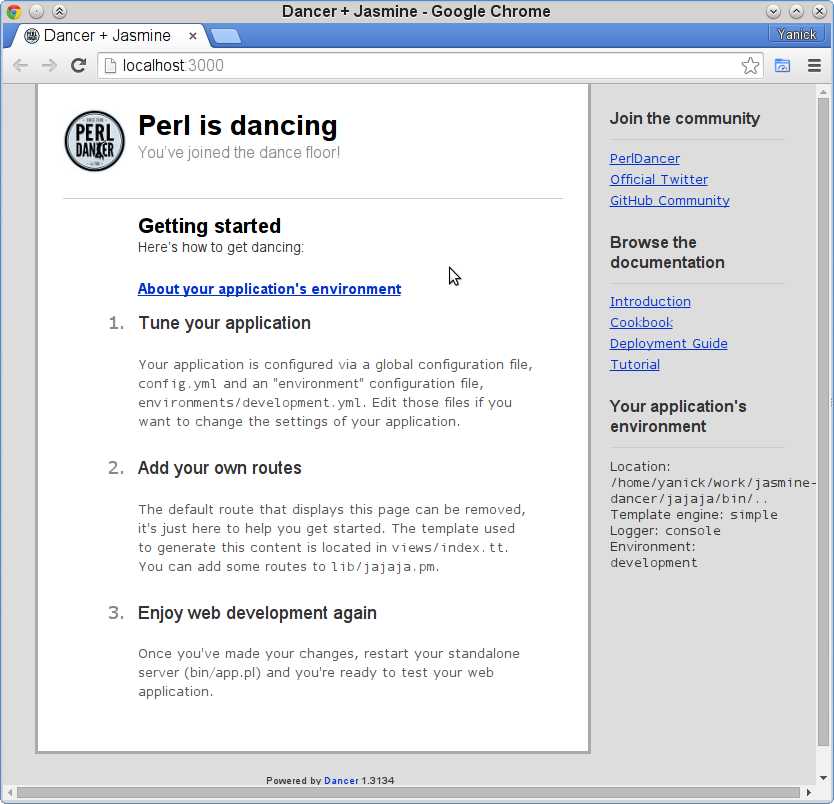 Dancer + Jasmine - Google Chrome
Dancer + Jasmine
Yanick
localhost:3000
PERL
DANCER
Perl is dancing
You've joined the dance floor!
Getting started
Here's how to get dancing:
About your application's environment
1. Tune your application
Your application is configured via a global configuration file,
config.yml and an "environment" configuration file,
environments/development.yml. Edit those files if you
want to change the settings of your application.
2. Add your own routes
The default route that displays this page can be removed,
it's just here to help you get started. The template used
to generate this content is located in views/index.tt.
You can add some routes to lib/jajaja.pm.
3. Enjoy web development again
Once you've made your changes, restart your standalone
server (bin/app.pl) and you're ready to test your web
application.
Join the community
PerlDancer
Official Twitter
GitHub Community
Browse the
documentation
Introduction
Cookbook
Deployment Guide
Tutorial
Your application's
environment
Location:
/home/yanick/work/jasmine-
dancer/jajaja/bin/..
Template engine: simple
Logger: console
Environment:
development
Powered by Dancer 1.3134